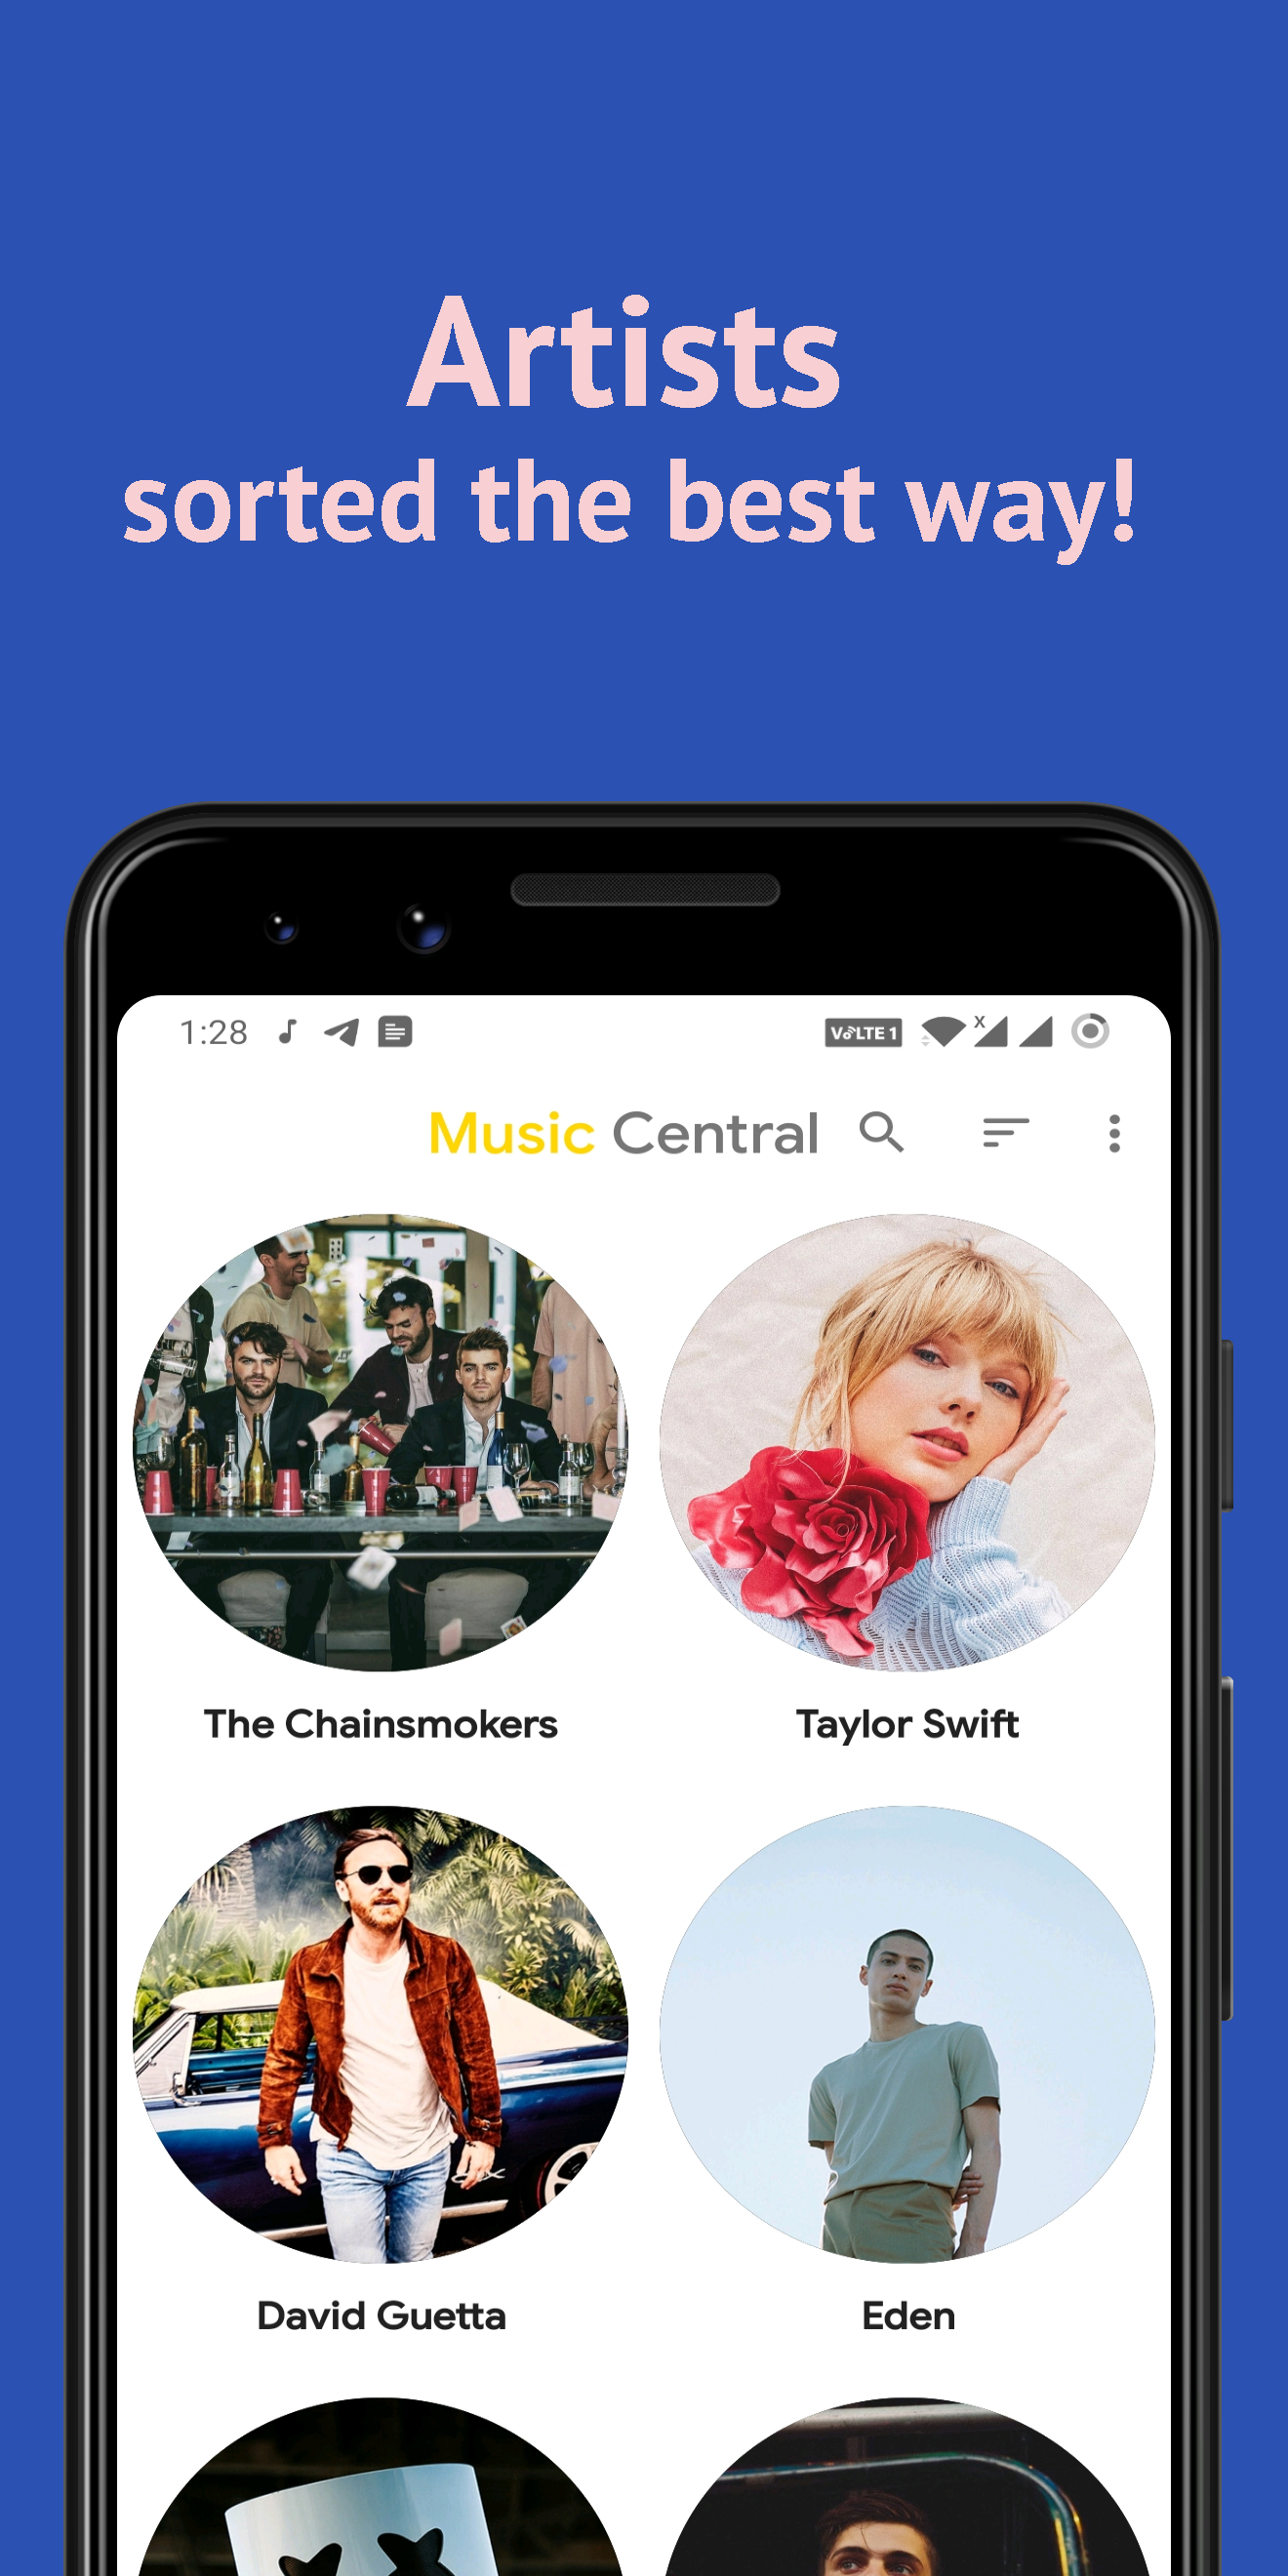 Artists
sorted the best way!
1:28 VoLTE 1 x
Music Central
The Chainsmokers Taylor Swift
David Guetta Eden